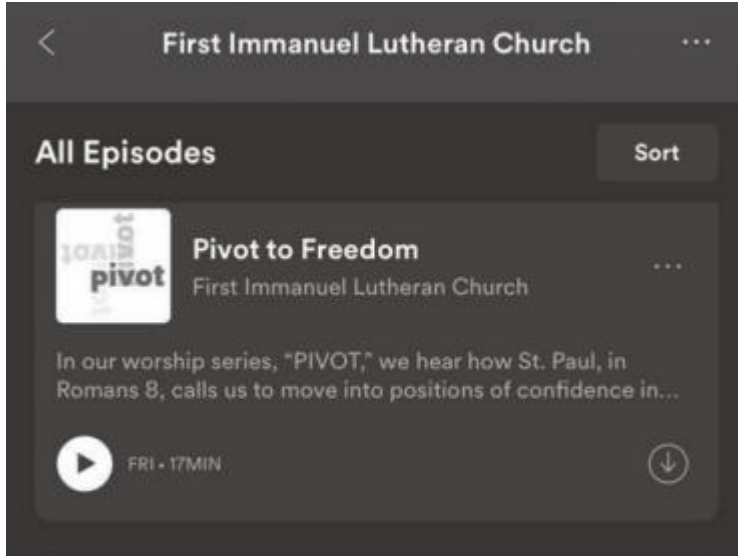 First Immanuel Lutheran Church
All Episodes
Sort
pivot
pivot
pivot
Pivot to Freedom
First Immanuel Lutheran Church
In our worship series, “PIVOT,” we hear how St. Paul, in
Romans 8, calls us to move into positions of confidence in...
FRI • 17MIN